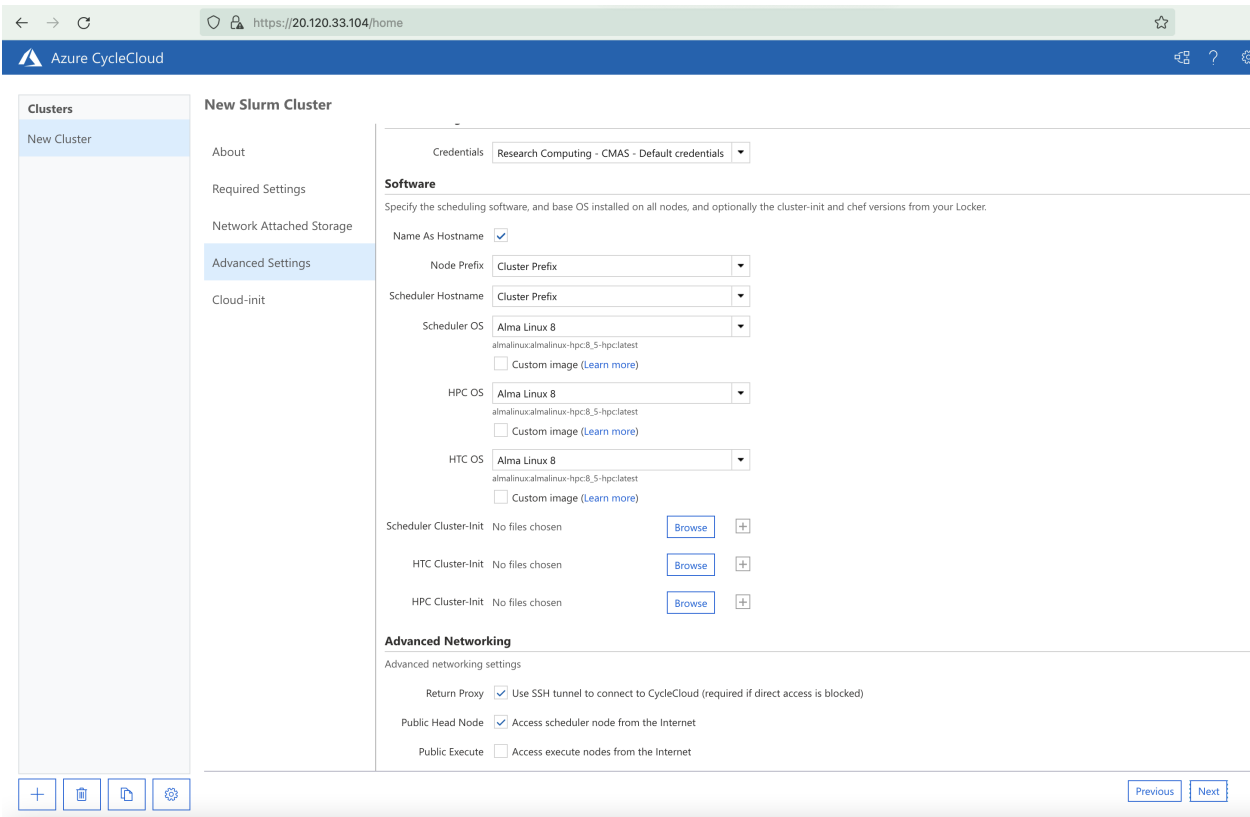 https://20.120.33.104/home
Azure CycleCloud
?
Clusters
New Cluster
New Slurm Cluster
About
Required Settings
Network Attached Storage
Advanced Settings
Cloud-init
Credentials Research Computing - CMAS - Default credentials
Software
Specify the scheduling software, and base OS installed on all nodes, and optionally the cluster-init and chef versions from your Locker.
Name As Hostname
Node Prefix Cluster Prefix
Scheduler Hostname Cluster Prefix
Scheduler OS Alma Linux 8
almalinux:almalinux-hpc:8_5-hpc:latest
Custom image (Learn more)
HPC OS Alma Linux 8
almalinux:almalinux-hpc:8_5-hpc:latest
Custom image (Learn more)
HTC OS Alma Linux 8
almalinux:almalinux-hpc:8_5-hpc:latest
Custom image (Learn more)
Scheduler Cluster-Init No files chosen Browse
HTC Cluster-Init No files chosen Browse
HPC Cluster-Init No files chosen Browse
Advanced Networking
Advanced networking settings
Return Proxy Use SSH tunnel to connect to CycleCloud (required if direct access is blocked)
Public Head Node Access scheduler node from the Internet
Public Execute Access execute nodes from the Internet
Previous Next